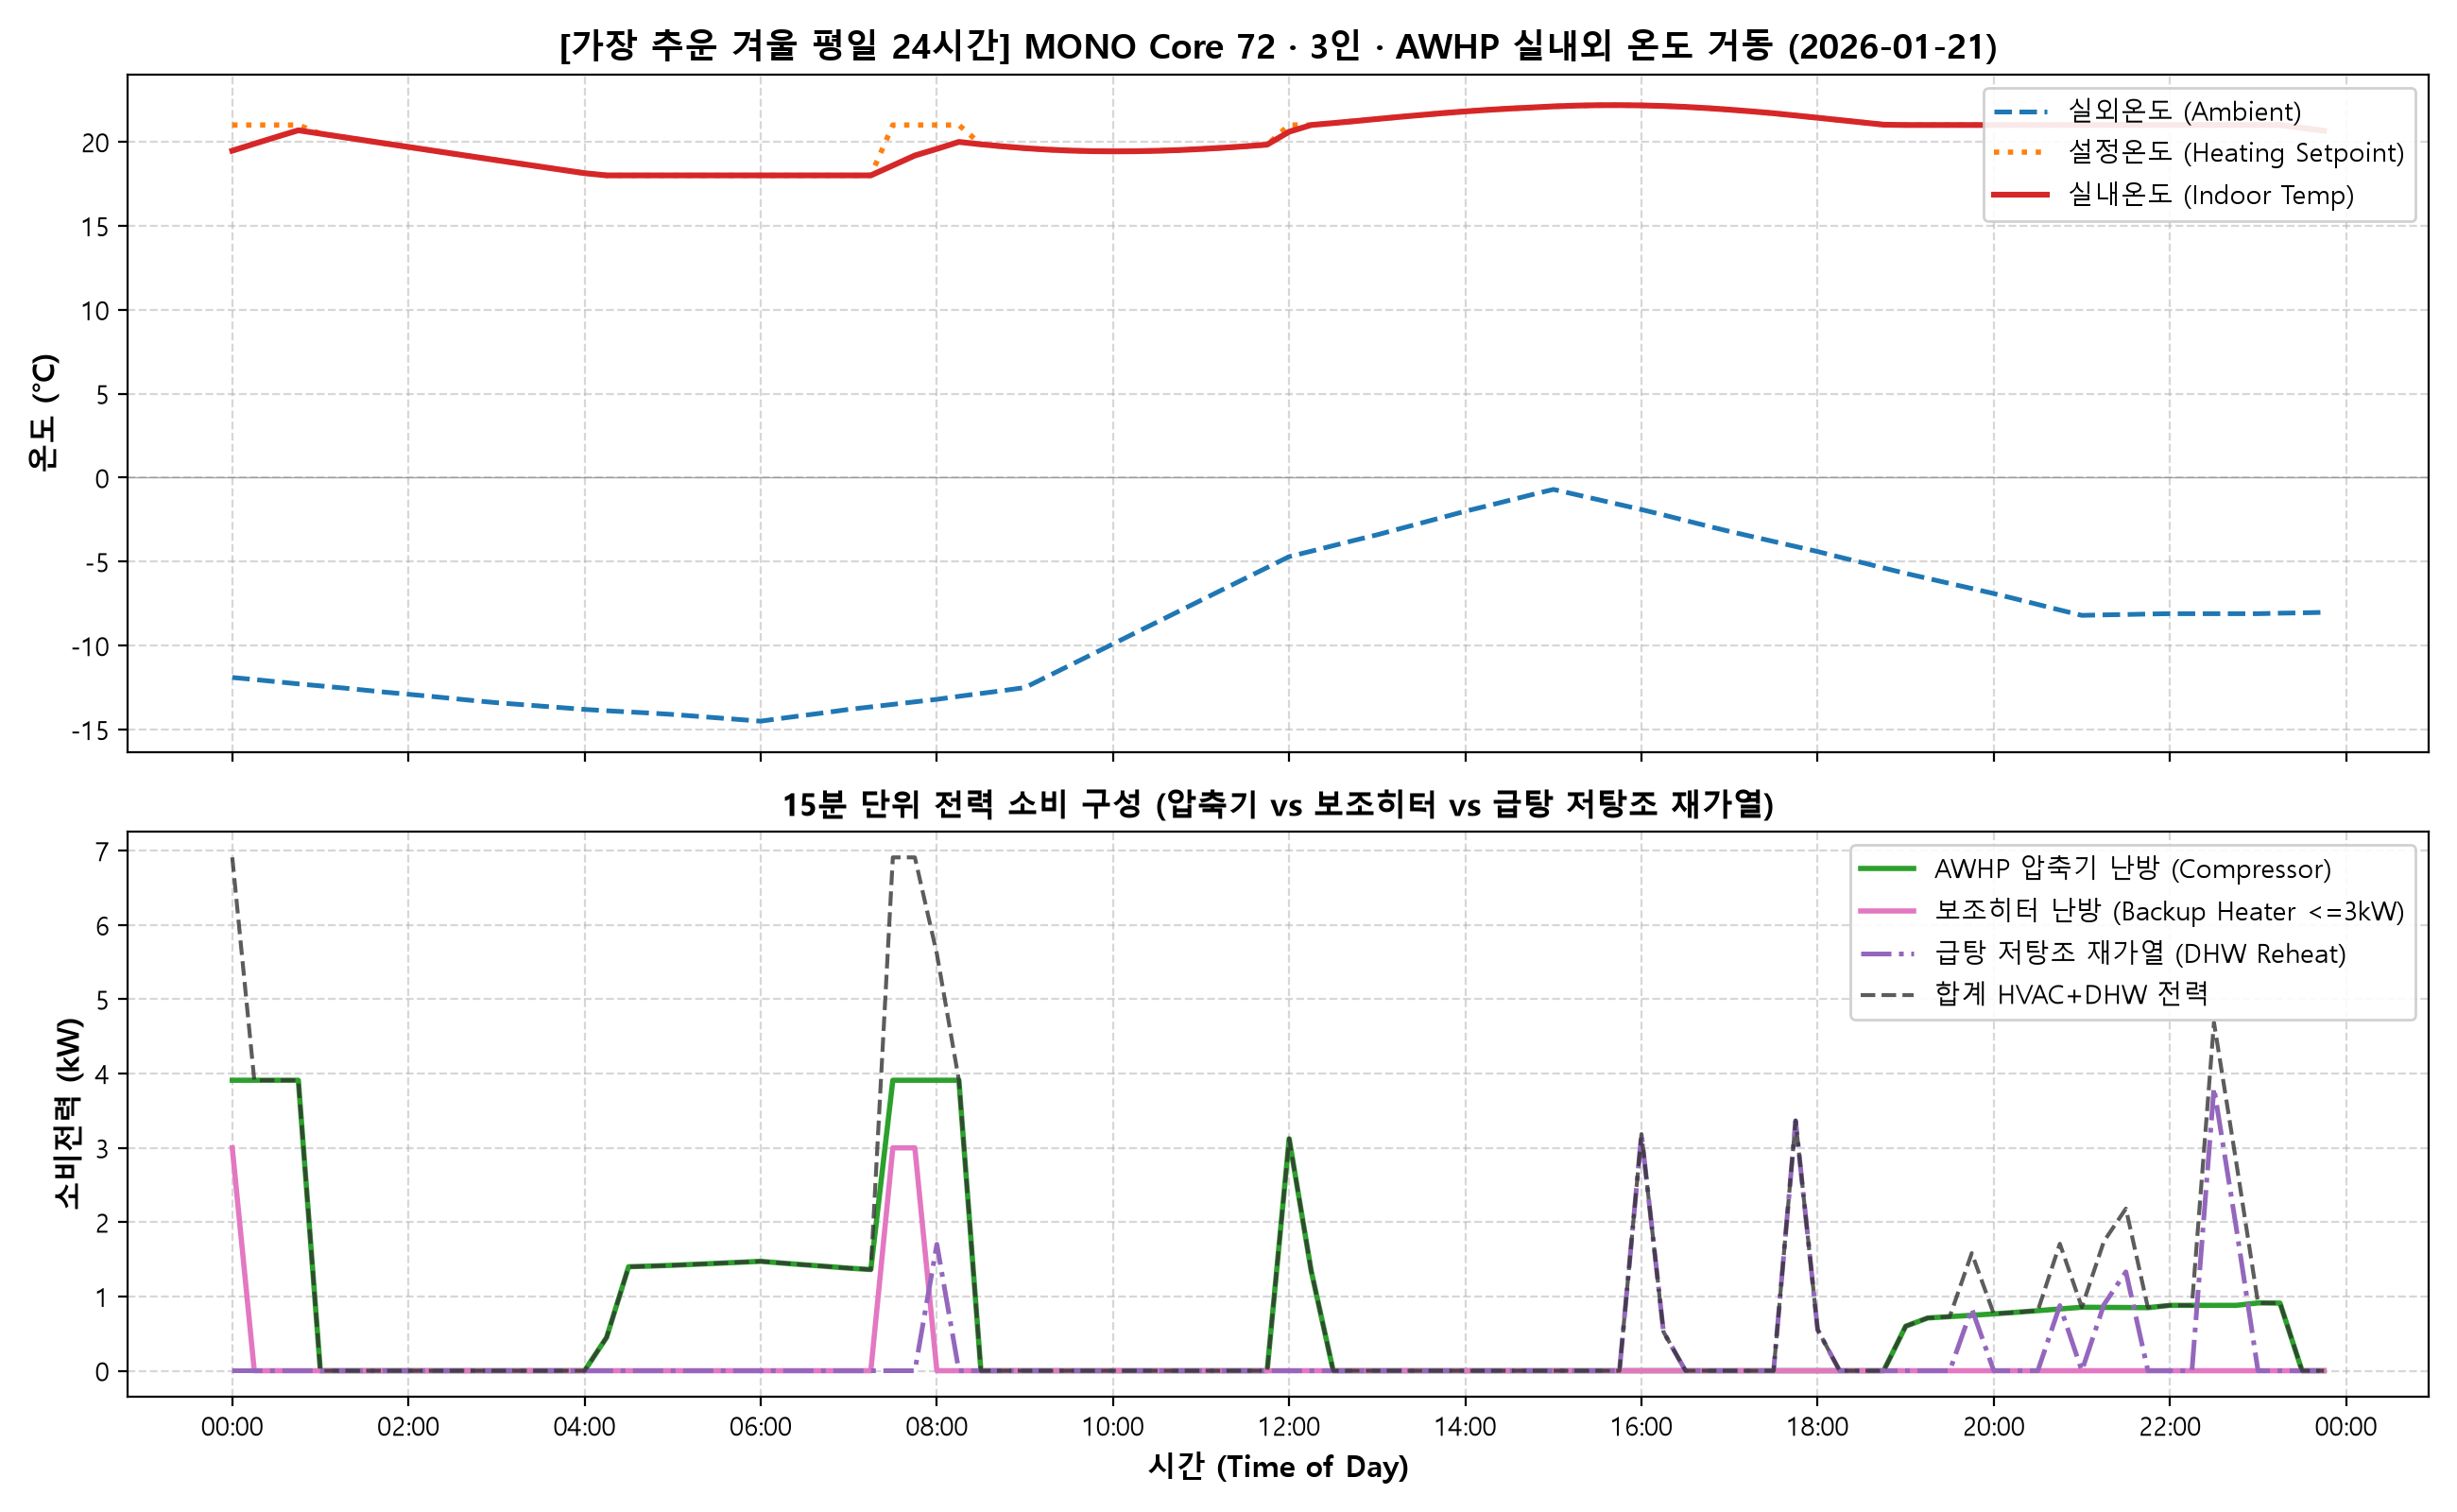 [가장 추운 겨울 평일 24시간] MONO Core 72 · 3인 · AWHP 실내외 온도 거동 (2026-01-21)
온도 (°C)
20
15
10
5
0
-5
-10
-15
실외온도 (Ambient)
설정온도 (Heating Setpoint)
실내온도 (Indoor Temp)
15분 단위 전력 소비 구성 (압축기 vs 보조히터 vs 급탕 저탕조 재가열)
소비전력 (kW)
7
6
5
4
3
2
1
0
AWHP 압축기 난방 (Compressor)
보조히터 난방 (Backup Heater <=3kW)
급탕 저탕조 재가열 (DHW Reheat)
합계 HVAC+DHW 전력
00:00 02:00 04:00 06:00 08:00 10:00 12:00 14:00 16:00 18:00 20:00 22:00 00:00
시간 (Time of Day)